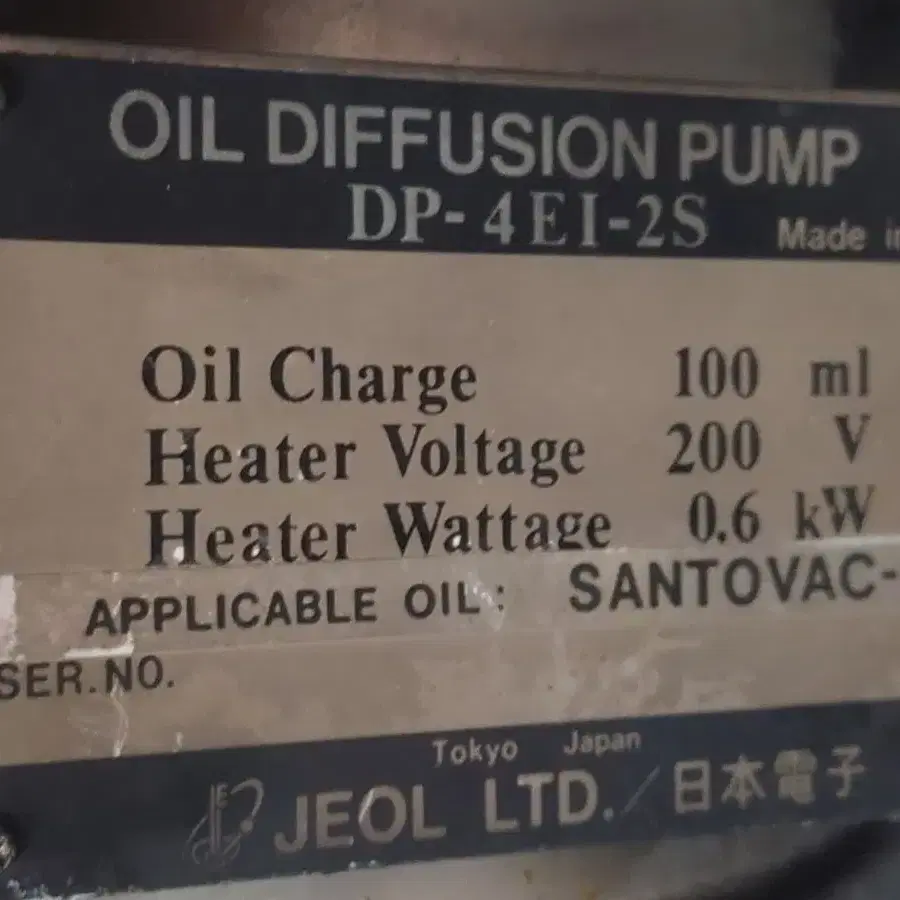 OIL DIFFUSION PUMP
DP-4EI-2S Made in
Oil Charge 100 ml
Heater Voltage 200 V
Heater Wattage 0.6 kW
APPLICABLE OIL: SANTOVAC-
SER.NO.
Tokyo Japan
JEOL LTD./日本電子